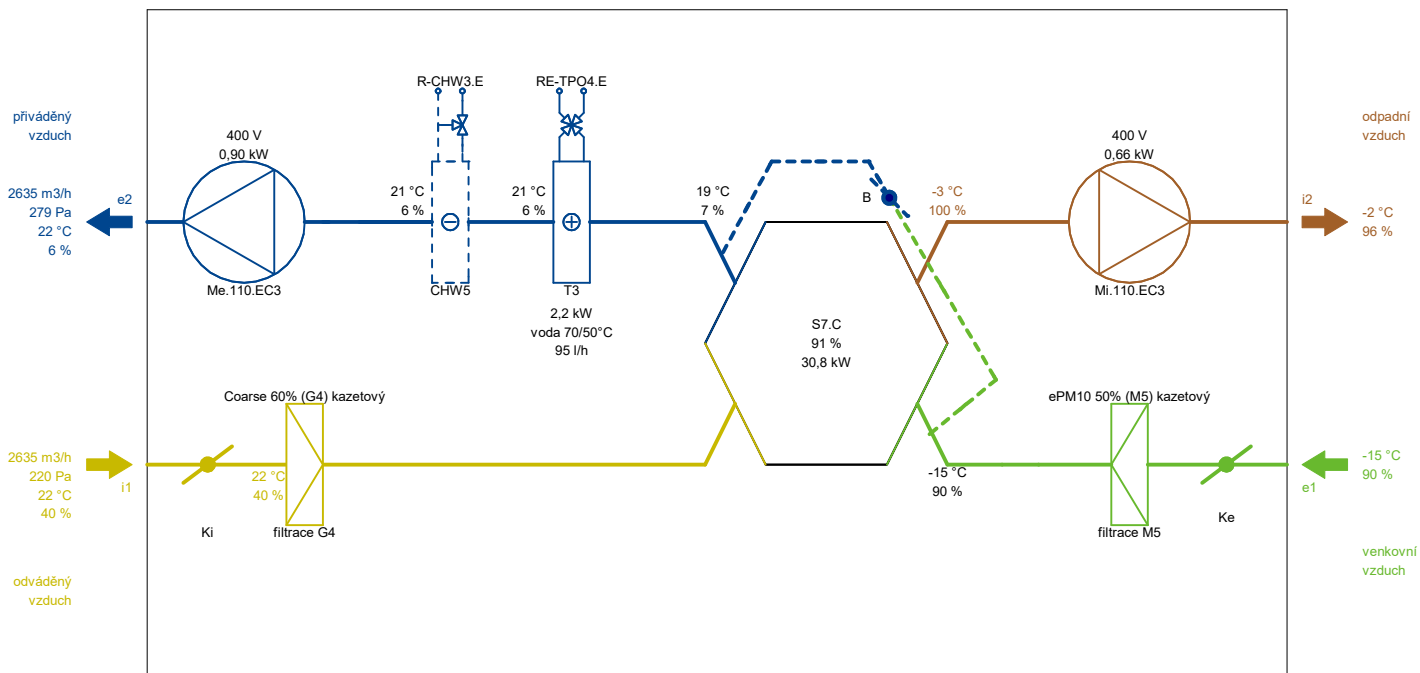 R-CHW3.E
RE-TPO4.E
přiváděný
vzduch
400 V
0,90 kW
odpadní
vzduch
400 V
0,66 kW
2635 m3/h
279 Pa
22 °C
6 %
e2
21 °C
6 %
21 °C
6 %
19 °C
7 %
B
-3 °C
100 %
i2
-2 °C
96 %
Me.110.EC3
CHW5
T3
Mi.110.EC3
2,2 kW
voda 70/50°C
95 l/h
S7.C
91 %
30,8 kW
Coarse 60% (G4) kazetový
ePM10 50% (M5) kazetový
2635 m3/h
220 Pa
22 °C
40 %
i1
22 °C
40 %
-15 °C
90 %
-15 °C
90 %
e1
Ki
filtrace G4
filtrace M5
Ke
odváděný
vzduch
venkovní
vzduch